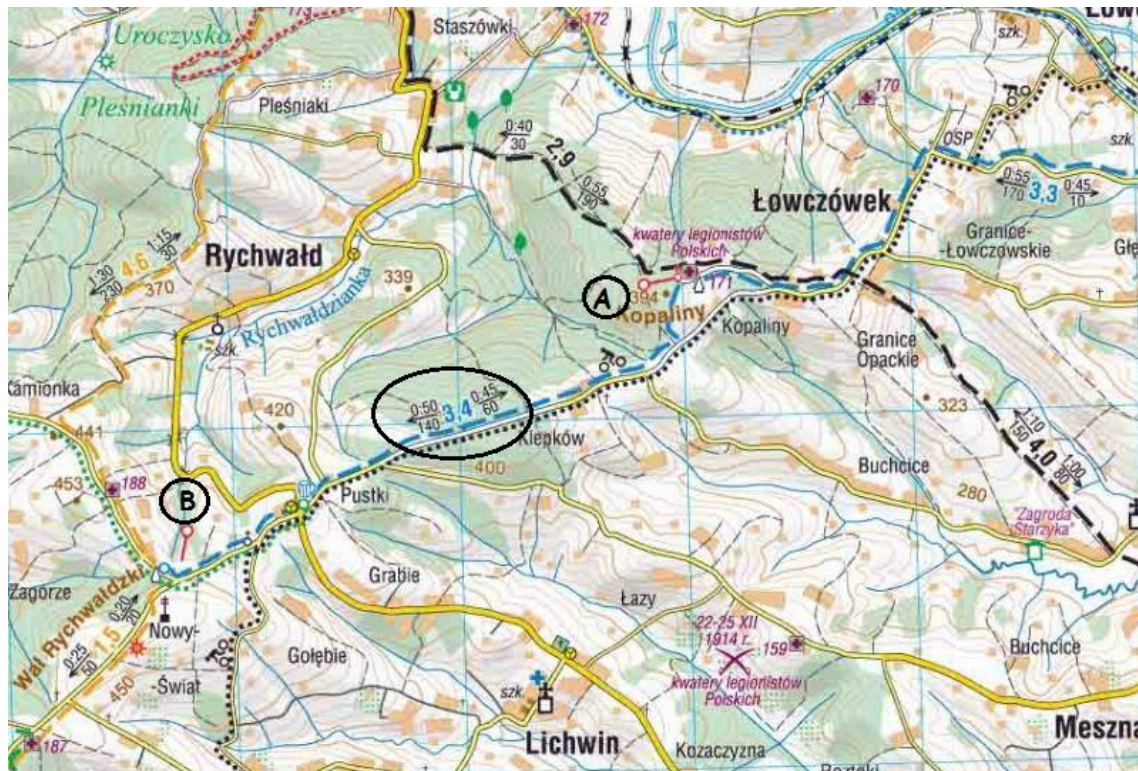 Staszówki
172
173
szk.
Uroczysko
Pleśnianki
Pleśniaki
0:40
30
2,9
0:55
190
170
OSP
szk.
0:55
170
3,3
0:45
10
Łowczówek
Granice-
-Łowczowskie
kwatery legionistów
Polskich
171
A
394
Kopaliny
Kopaliny
Rychwałd
Rychwałdzianka
339
1:15
30
4,6
1:30
230
370
szk.
Kamionka
Granice
Opackie
323
0:50
140
3,4
0:45
60
Klepków
420
441
453
188
B
400
Pustki
Buchcice
280
1:10
150
4,0
1:00
80
"Zagroda
Starzyka"
Zagorze
Wał Rychwałdzki
0:20
20
1,5
0:25
50
450
Nowy-
-Świat
Grabie
Łazy
22-25 XII
1914 r.
159
kwatery legionistów
Polskich
Buchcice
Gołębie
szk.
Lichwin
Kozaczyzna
187